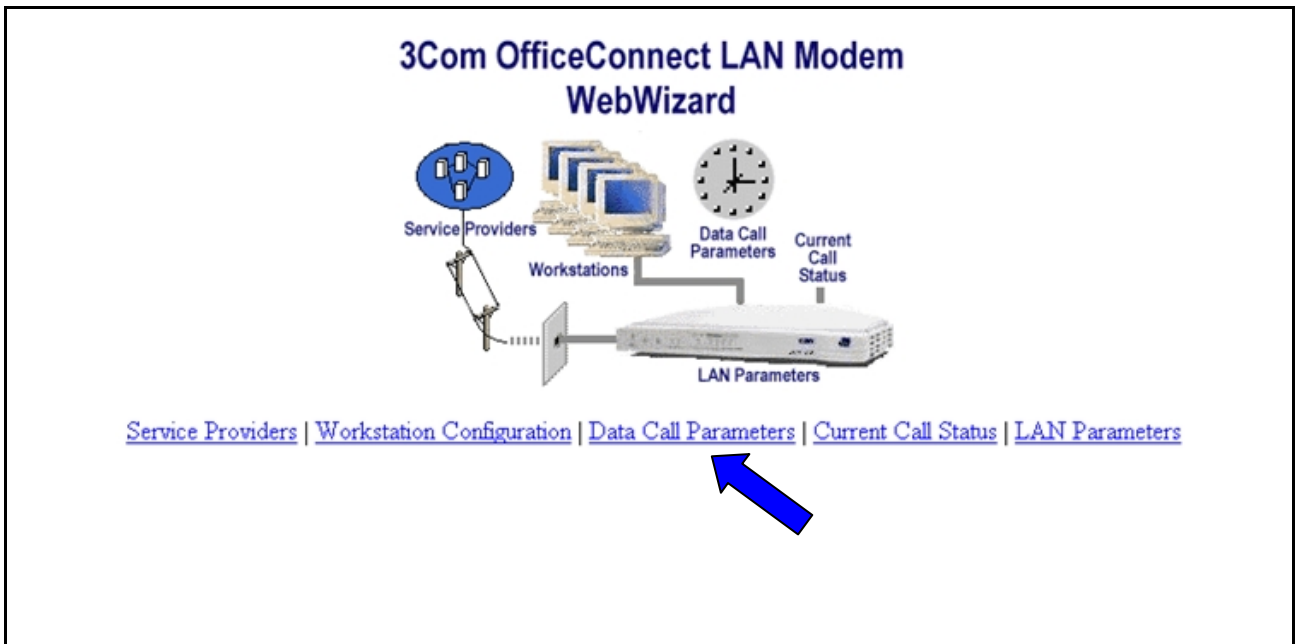 3Com OfficeConnect LAN Modem
WebWizard
Service Providers
Workstations
Data Call
Parameters
Current
Call
Status
LAN Parameters
Service Providers | Workstation Configuration | Data Call Parameters | Current Call Status | LAN Parameters